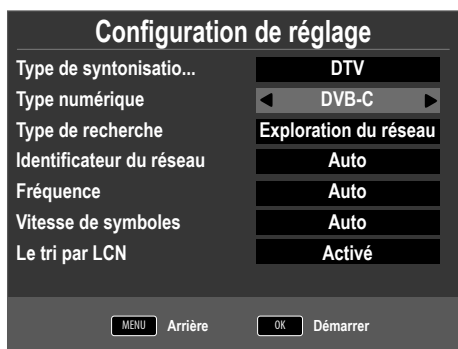 Configuration de réglage
Type de syntonisatio... DTV
Type numérique DVB-C
Type de recherche Exploration du réseau
Identificateur du réseau Auto
Fréquence Auto
Vitesse de symboles Auto
Le tri par LCN Activé
MENU Arrière OK Démarrer